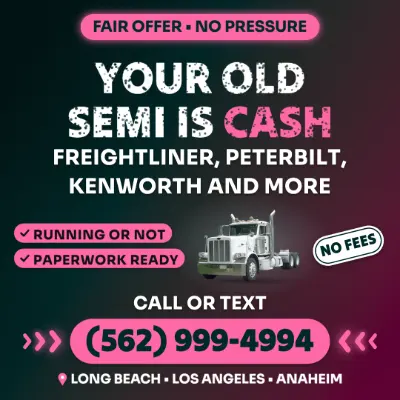 FAIR OFFER • NO PRESSURE
YOUR OLD
SEMI IS CASH
FREIGHTLINER, PETERBILT,
KENWORTH AND MORE
RUNNING OR NOT
PAPERWORK READY
NO FEES
CALL OR TEXT
(562) 999-4994
LONG BEACH • LOS ANGELES • ANAHEIM